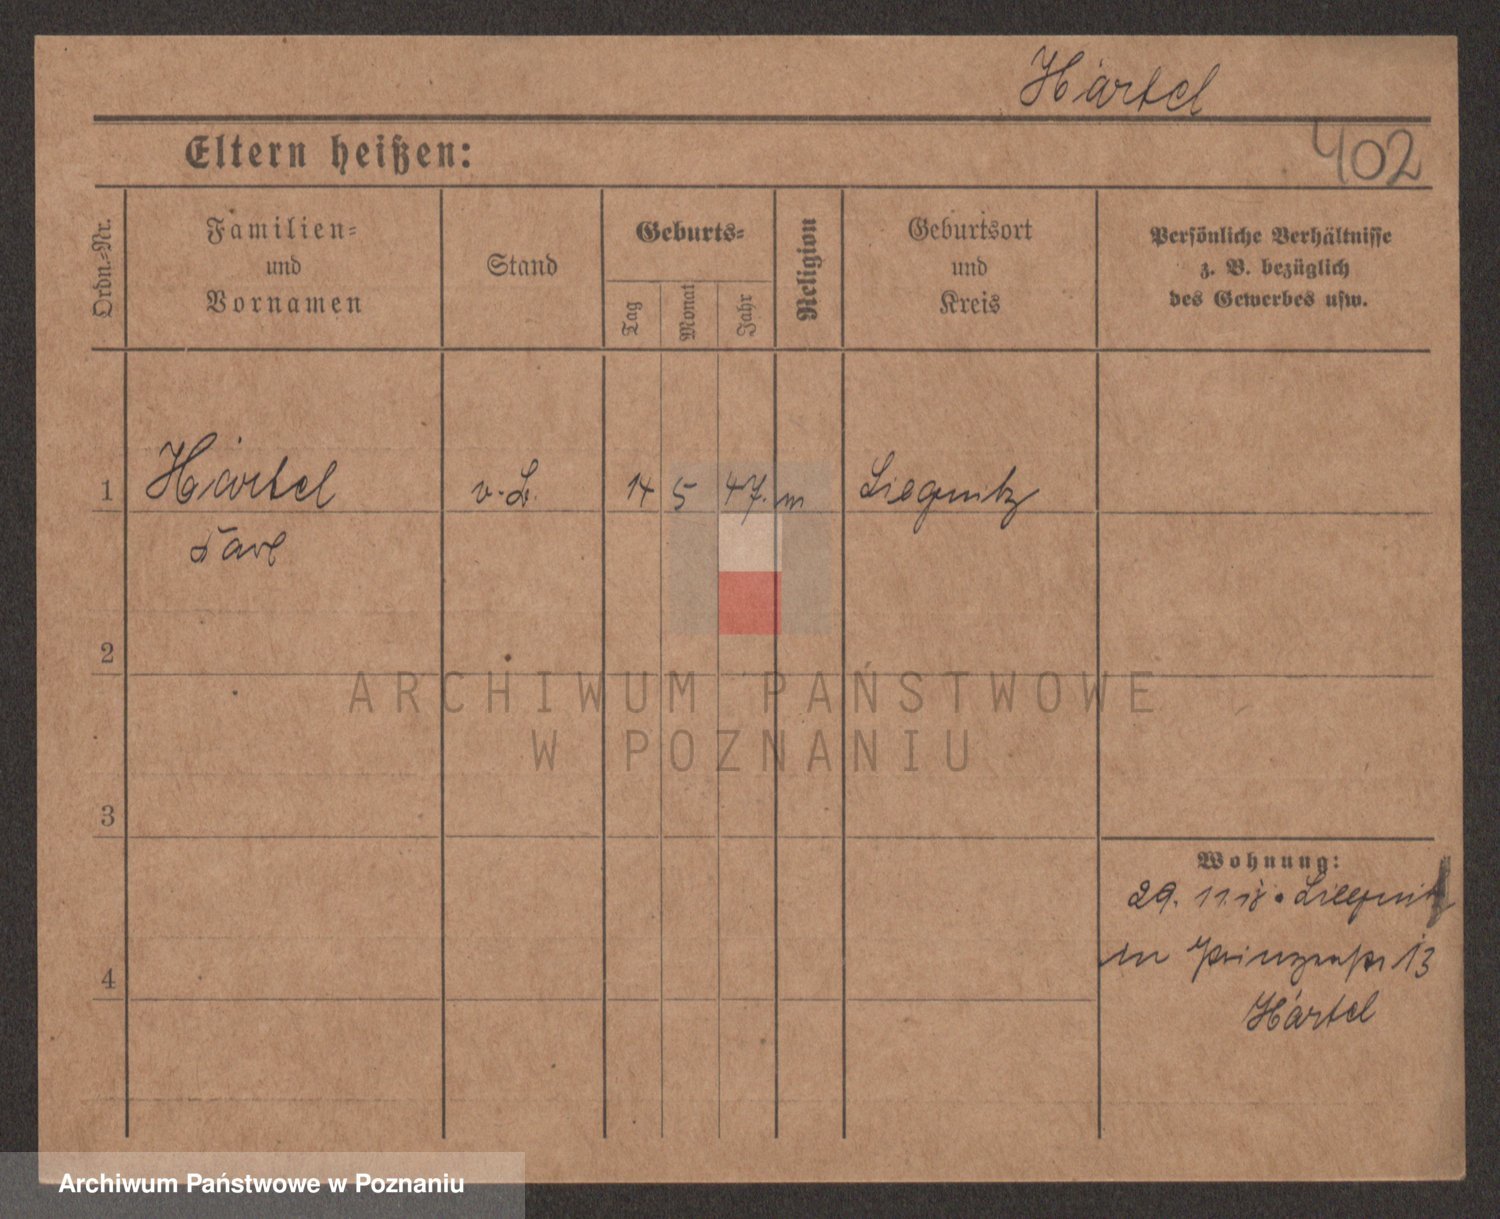 Härtel
Eltern heißen:
402
Ordn.-Nr.
Familien-
und
Vornamen
Stand
Geburts-
Tag
Monat
Jahr
Religion
Geburtsort
und
Kreis
Persönliche Verhältnisse
z. B. bezüglich
des Gewerbes usw.
1 Härtel v. L. 14 5 47. m Liegnitz
2
ARCHIWUM PAŃSTWOWE
W POZNANIU
3
Wohnung:
29. 11. 18 Liegnitz
13
Härtel
4
Archiwum Państwowe w Poznaniu